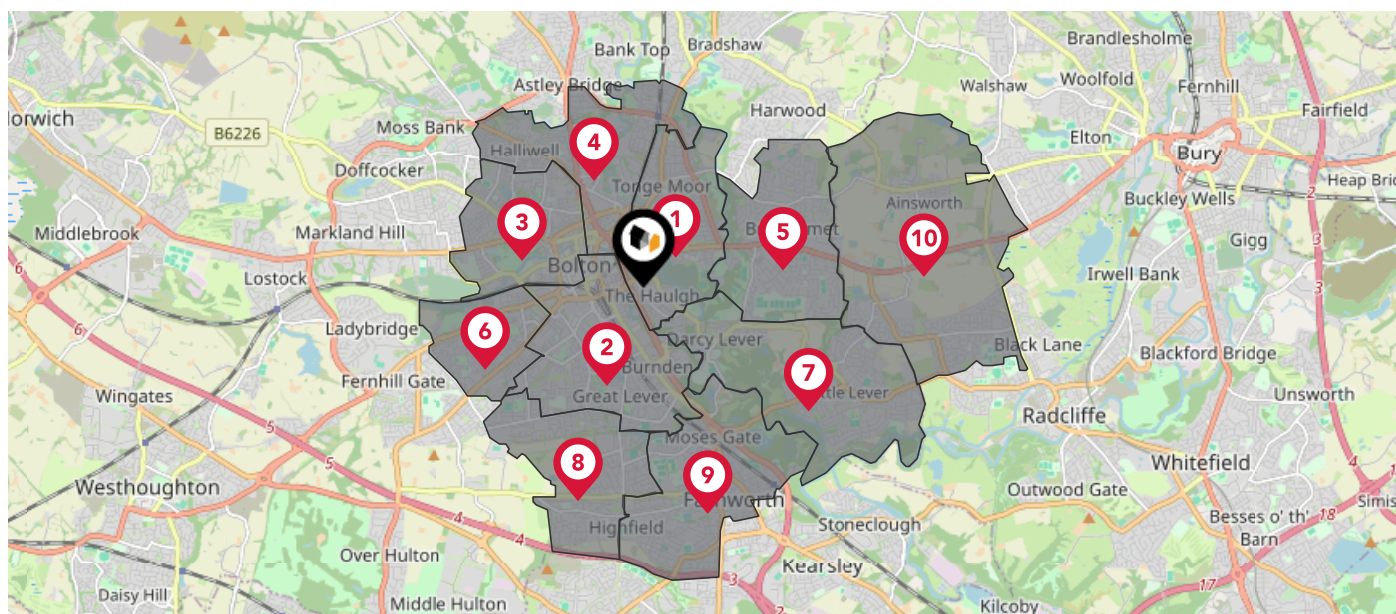 Bank Top
Bradshaw
Brandlesholme
Astley Bridge
Walshaw
Woolfold
Fernhill
Harwood
Fairfield
B6226
Moss Bank
Elton
4
Halliwell
Bury
Doffcocker
Tonge Moor
Heap
Buckley Wells
Ainsworth
3
1
5
10
Middlebrook
Markland Hill
Gigg
6
Bolton
Irwell Bank
Lostock
The Haulgh
6
Ladybridge
6
2
Darcy Lever
Black Lane
Blackford Bridge
Burnden
7
Fernhill Gate
Great Lever
Lever
Wingates
Unsworth
Radcliffe
5
Moses Gate
4
1
5
8
9
Whitefield
Westhoughton
Outwood Gate
4
Highfield
18
Besses o' th'
Barn
Stoneclough
4
Over Hulton
Kearsley
3
17
Daisy Hill
Middle Hulton
Kilcoby